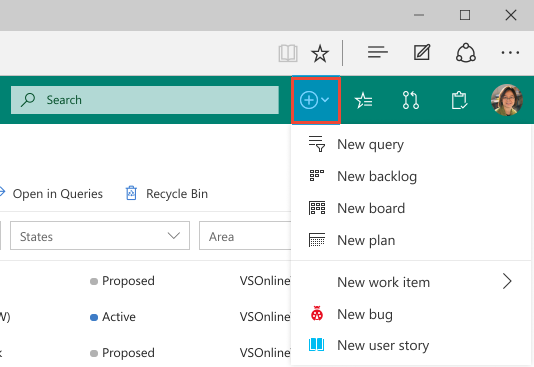 Search
New query
New backlog
New board
New plan
New work item
New bug
New user story
Open in Queries
Recycle Bin
States
Area
Proposed
VSOnline
W)
Active
VSOnline
k
Proposed
VSOnline